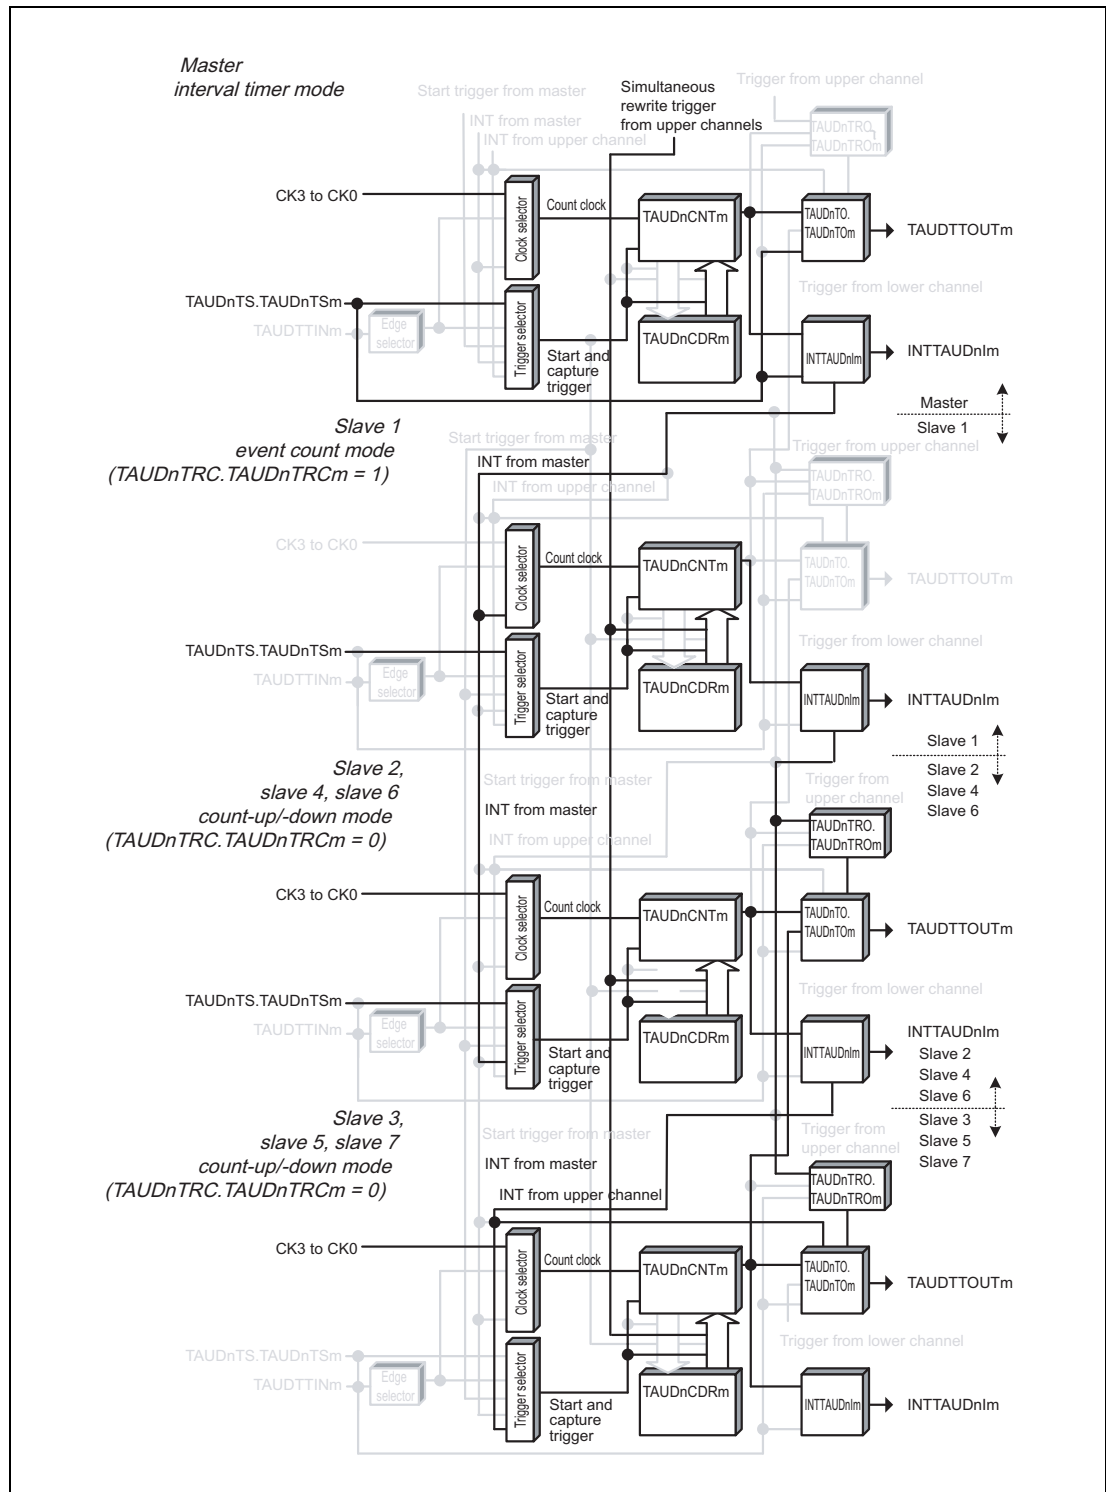 Master
interval timer mode
Start trigger from master
INT from master
INT from upper channel
Simultaneous
rewrite trigger
from upper channels
Trigger from upper channel
TAUDnTRO.
TAUDnTROm
CK3 to CK0
Clock selector
Count clock
TAUDnCNTm
TAUDnTO.
TAUDnTOm
TAUDTTOUTm
Trigger from lower channel
TAUDnTS.TAUDnTSm
TAUDTTINm
Edge
selector
Trigger selector
Start and
capture
trigger
TAUDnCDRm
INTTAUDnIm
INTTAUDnIm
Master
Slave 1
Slave 1
event count mode
(TAUDnTRC.TAUDnTRCm = 1)
Start trigger from master
INT from master
INT from upper channel
Trigger from upper channel
TAUDnTRO.
TAUDnTROm
CK3 to CK0
Clock selector
Count clock
TAUDnCNTm
TAUDnTO.
TAUDnTOm
TAUDTTOUTm
Trigger from lower channel
TAUDnTS.TAUDnTSm
TAUDTTINm
Edge
selector
Trigger selector
Start and
capture
trigger
TAUDnCDRm
INTTAUDnIm
INTTAUDnIm
Slave 1
Slave 2
Slave 4
Slave 6
Slave 2,
slave 4, slave 6
count-up/-down mode
(TAUDnTRC.TAUDnTRCm = 0)
Start trigger from master
INT from master
INT from upper channel
Trigger from
upper channel
TAUDnTRO.
TAUDnTROm
CK3 to CK0
Clock selector
Count clock
TAUDnCNTm
TAUDnTO.
TAUDnTOm
TAUDTTOUTm
Trigger from lower channel
TAUDnTS.TAUDnTSm
TAUDTTINm
Edge
selector
Trigger selector
Start and
capture
trigger
TAUDnCDRm
INTTAUDnIm
INTTAUDnIm
Slave 2
Slave 4
Slave 6
Slave 3
Slave 5
Slave 7
Slave 3,
slave 5, slave 7
count-up/-down mode
(TAUDnTRC.TAUDnTRCm = 0)
Start trigger from master
INT from master
INT from upper channel
Trigger from
upper channel
TAUDnTRO.
TAUDnTROm
CK3 to CK0
Clock selector
Count clock
TAUDnCNTm
TAUDnTO.
TAUDnTOm
TAUDTTOUTm
Trigger from lower channel
TAUDnTS.TAUDnTSm
TAUDTTINm
Edge
selector
Trigger selector
Start and
capture
trigger
TAUDnCDRm
INTTAUDnIm
INTTAUDnIm